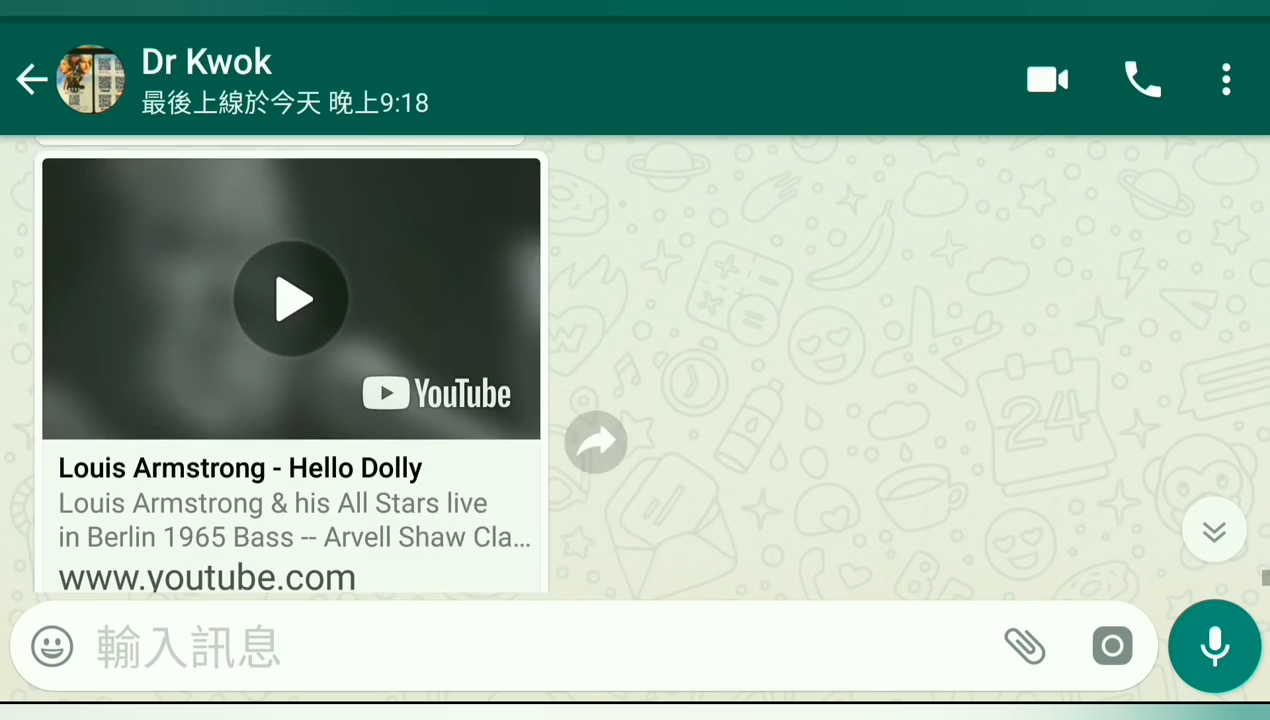 Dr Kwok
最後上線於今天 晚上9:18
YouTube
Louis Armstrong - Hello Dolly
Louis Armstrong & his All Stars live
in Berlin 1965 Bass -- Arvell Shaw Cla...
www.youtube.com
輸入訊息